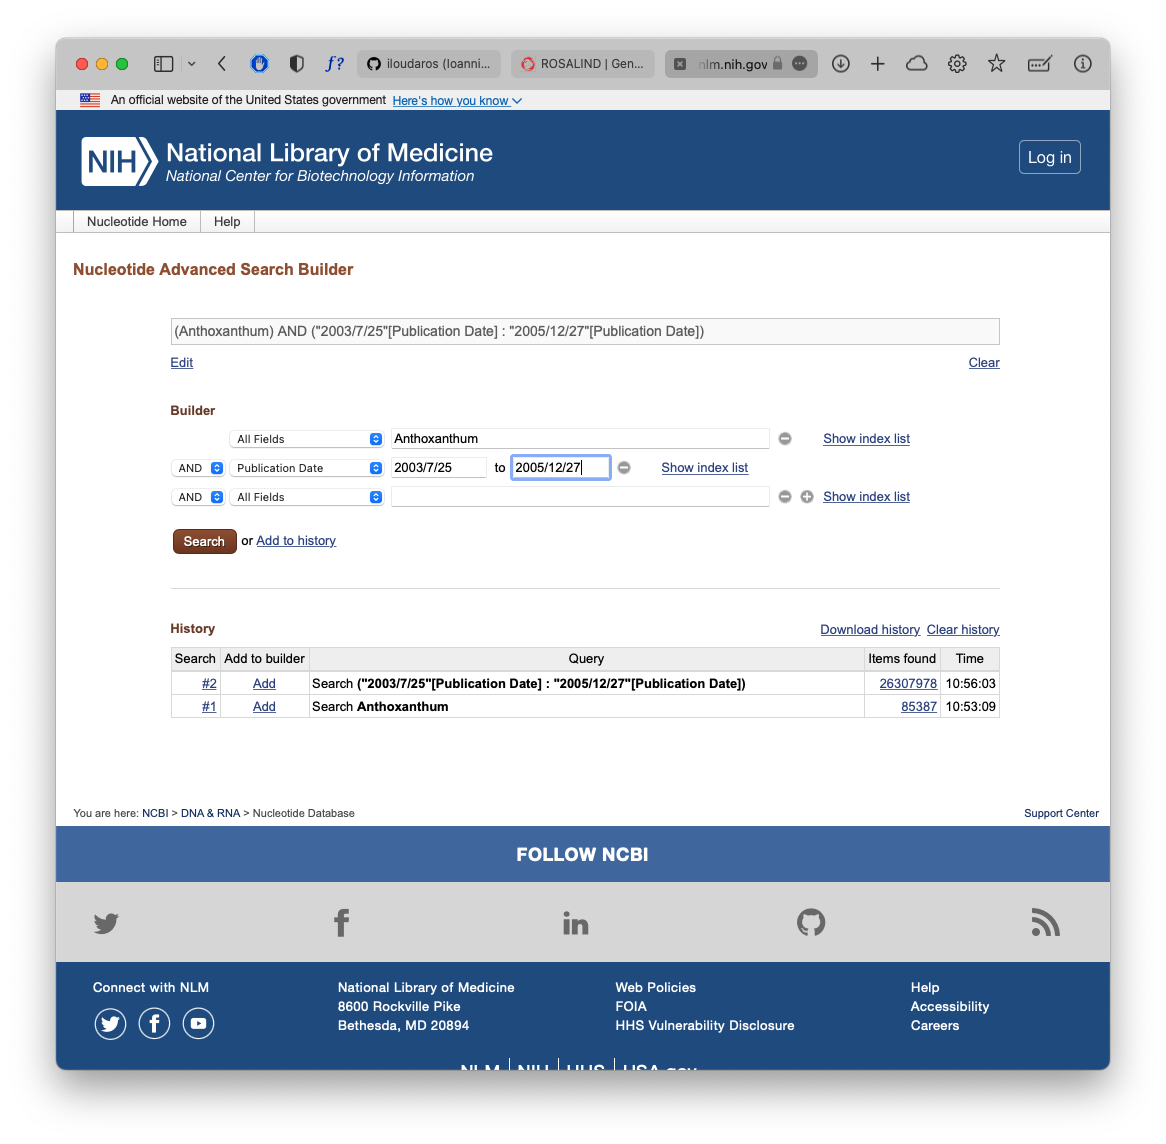 f?
iloudaros (Ioanni...
ROSALIND | Gen...
nlm.nih.gov
An official website of the United States government Here's how you know
NIH National Library of Medicine
National Center for Biotechnology Information
Log in
Nucleotide Home Help
Nucleotide Advanced Search Builder
(Anthoxanthum) AND ("2003/7/25"[Publication Date] : "2005/12/27"[Publication Date])
Edit Clear
Builder
All Fields Anthoxanthum Show index list
AND Publication Date 2003/7/25 to 2005/12/27 Show index list
AND All Fields Show index list
Search or Add to history
History Download history Clear history
Search Add to builder Query Items found Time
#2 Add Search ("2003/7/25"[Publication Date] : "2005/12/27"[Publication Date]) 26307978 10:56:03
#1 Add Search Anthoxanthum 85387 10:53:09
You are here: NCBI > DNA & RNA > Nucleotide Database Support Center
FOLLOW NCBI
Connect with NLM
National Library of Medicine
8600 Rockville Pike
Bethesda, MD 20894
Web Policies
FOIA
HHS Vulnerability Disclosure
Help
Accessibility
Careers
NLM NIH HHS USA.gov